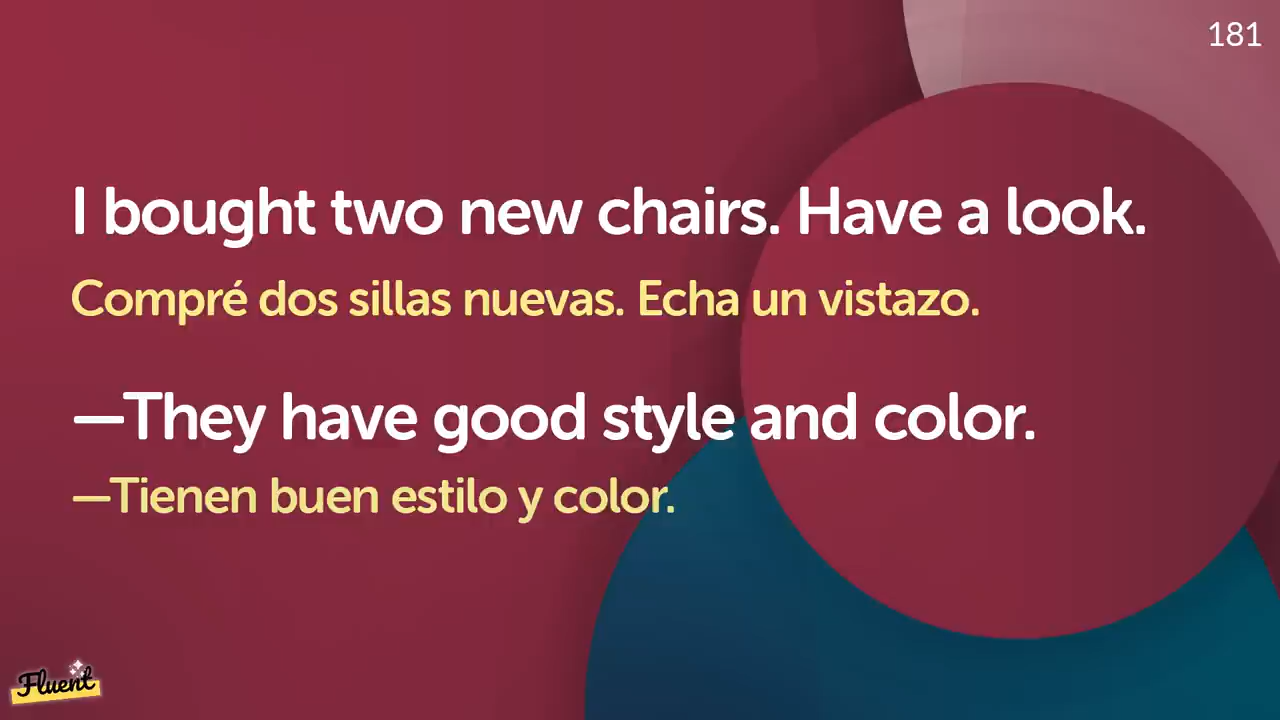 181
I bought two new chairs. Have a look.
Compré dos sillas nuevas. Echa un vistazo.
—They have good style and color.
—Tienen buen estilo y color.
Fluent